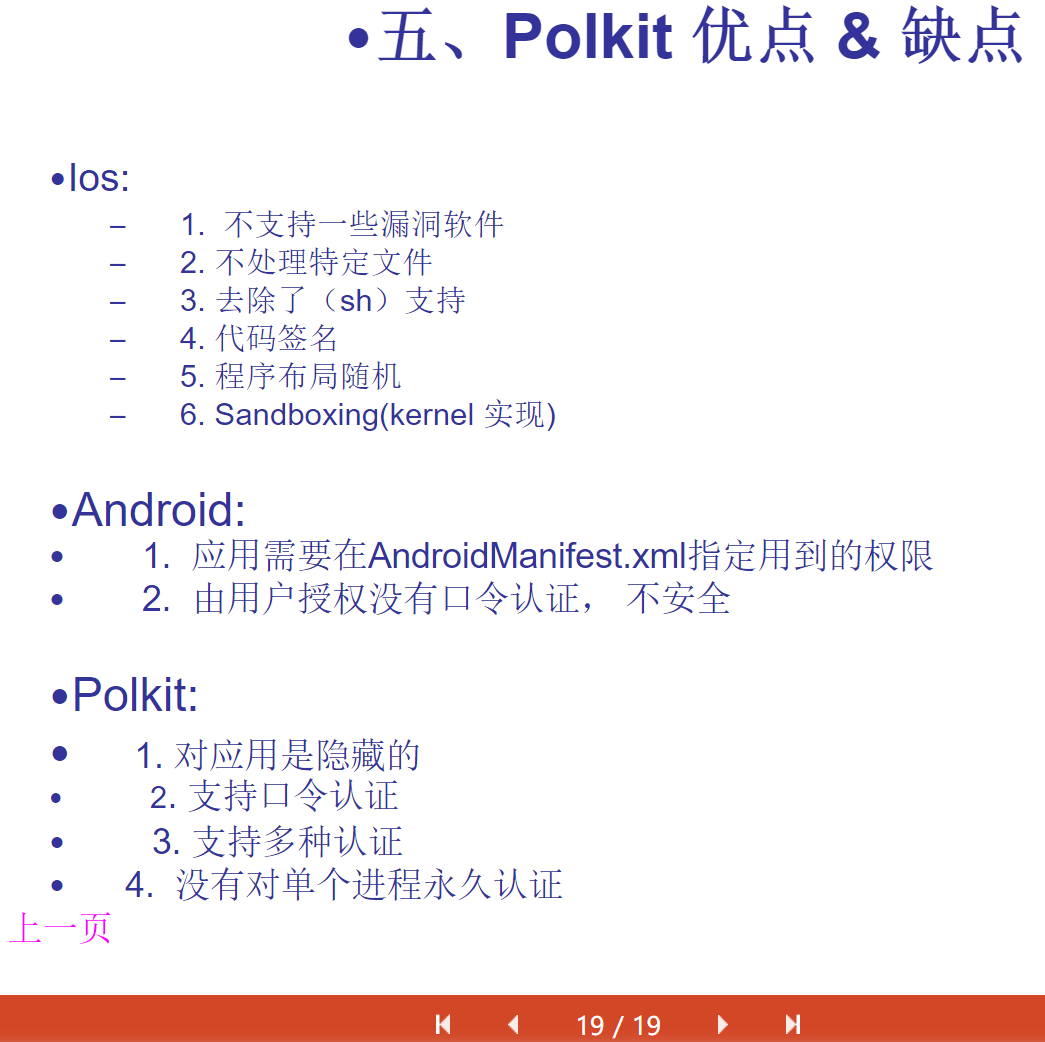 •五、Polkit 优点 & 缺点
•Ios:
– 1. 不支持一些漏洞软件
– 2. 不处理特定文件
– 3. 去除了（sh）支持
– 4. 代码签名
– 5. 程序布局随机
– 6. Sandboxing(kernel 实现)
•Android:
• 1. 应用需要在AndroidManifest.xml指定用到的权限
• 2. 由用户授权没有口令认证， 不安全
•Polkit:
• 1. 对应用是隐藏的
• 2. 支持口令认证
• 3. 支持多种认证
• 4. 没有对单个进程永久认证
上一页
19 / 19